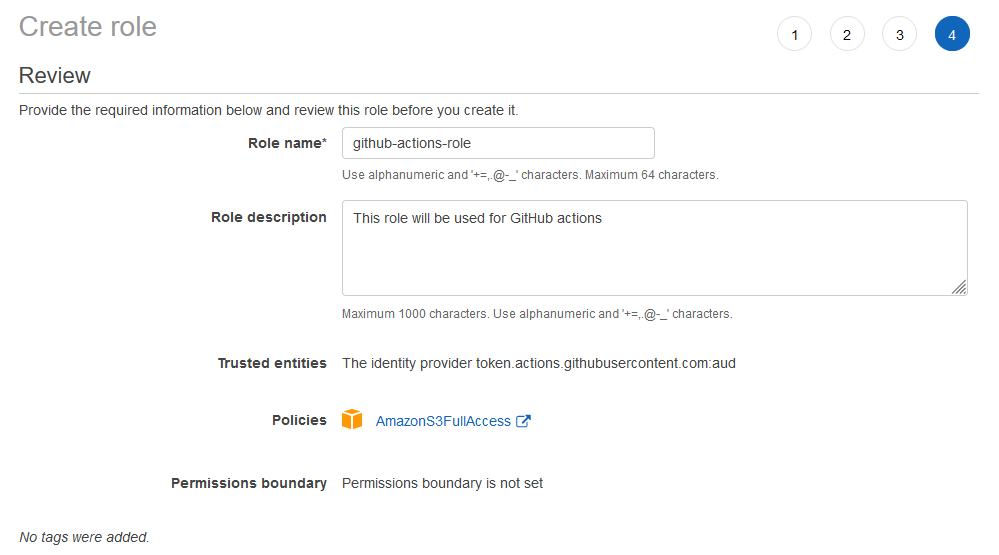 Create role
1 2 3 4
Review
Provide the required information below and review this role before you create it.
Role name* github-actions-role
Use alphanumeric and '+=,.@-_' characters. Maximum 64 characters.
Role description This role will be used for GitHub actions
Maximum 1000 characters. Use alphanumeric and '+=,.@-_' characters.
Trusted entities The identity provider token.actions.githubusercontent.com:aud
Policies AmazonS3FullAccess
Permissions boundary Permissions boundary is not set
No tags were added.